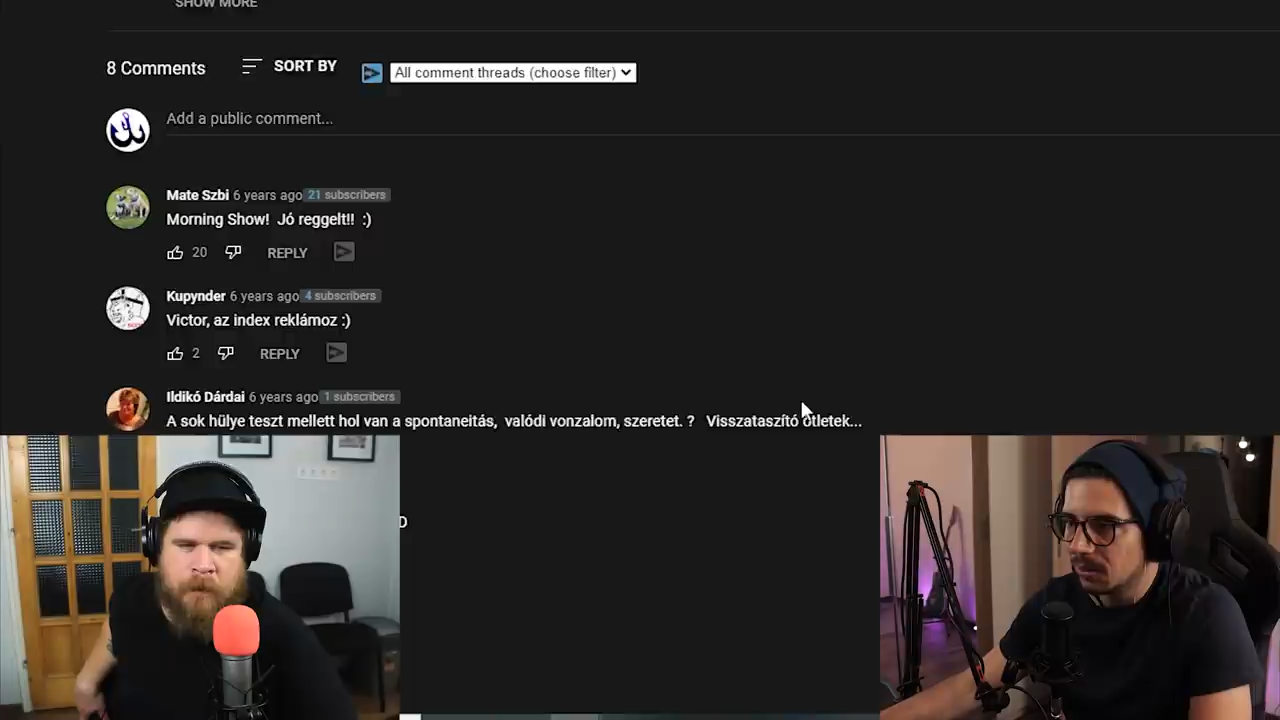 SHOW MORE
8 Comments
SORT BY
All comment threads (choose filter)
Add a public comment...
Mate Szbi 6 years ago 21 subscribers
Morning Show! Jó reggelt!! :)
20 REPLY
Kupynder 6 years ago 4 subscribers
Victor, az index reklámoz :)
2 REPLY
Ildikó Dárdai 6 years ago 1 subscribers
A sok hülye teszt mellett hol van a spontaneitás, valódi vonzalom, szeretet. ? Visszataszító ötletek...